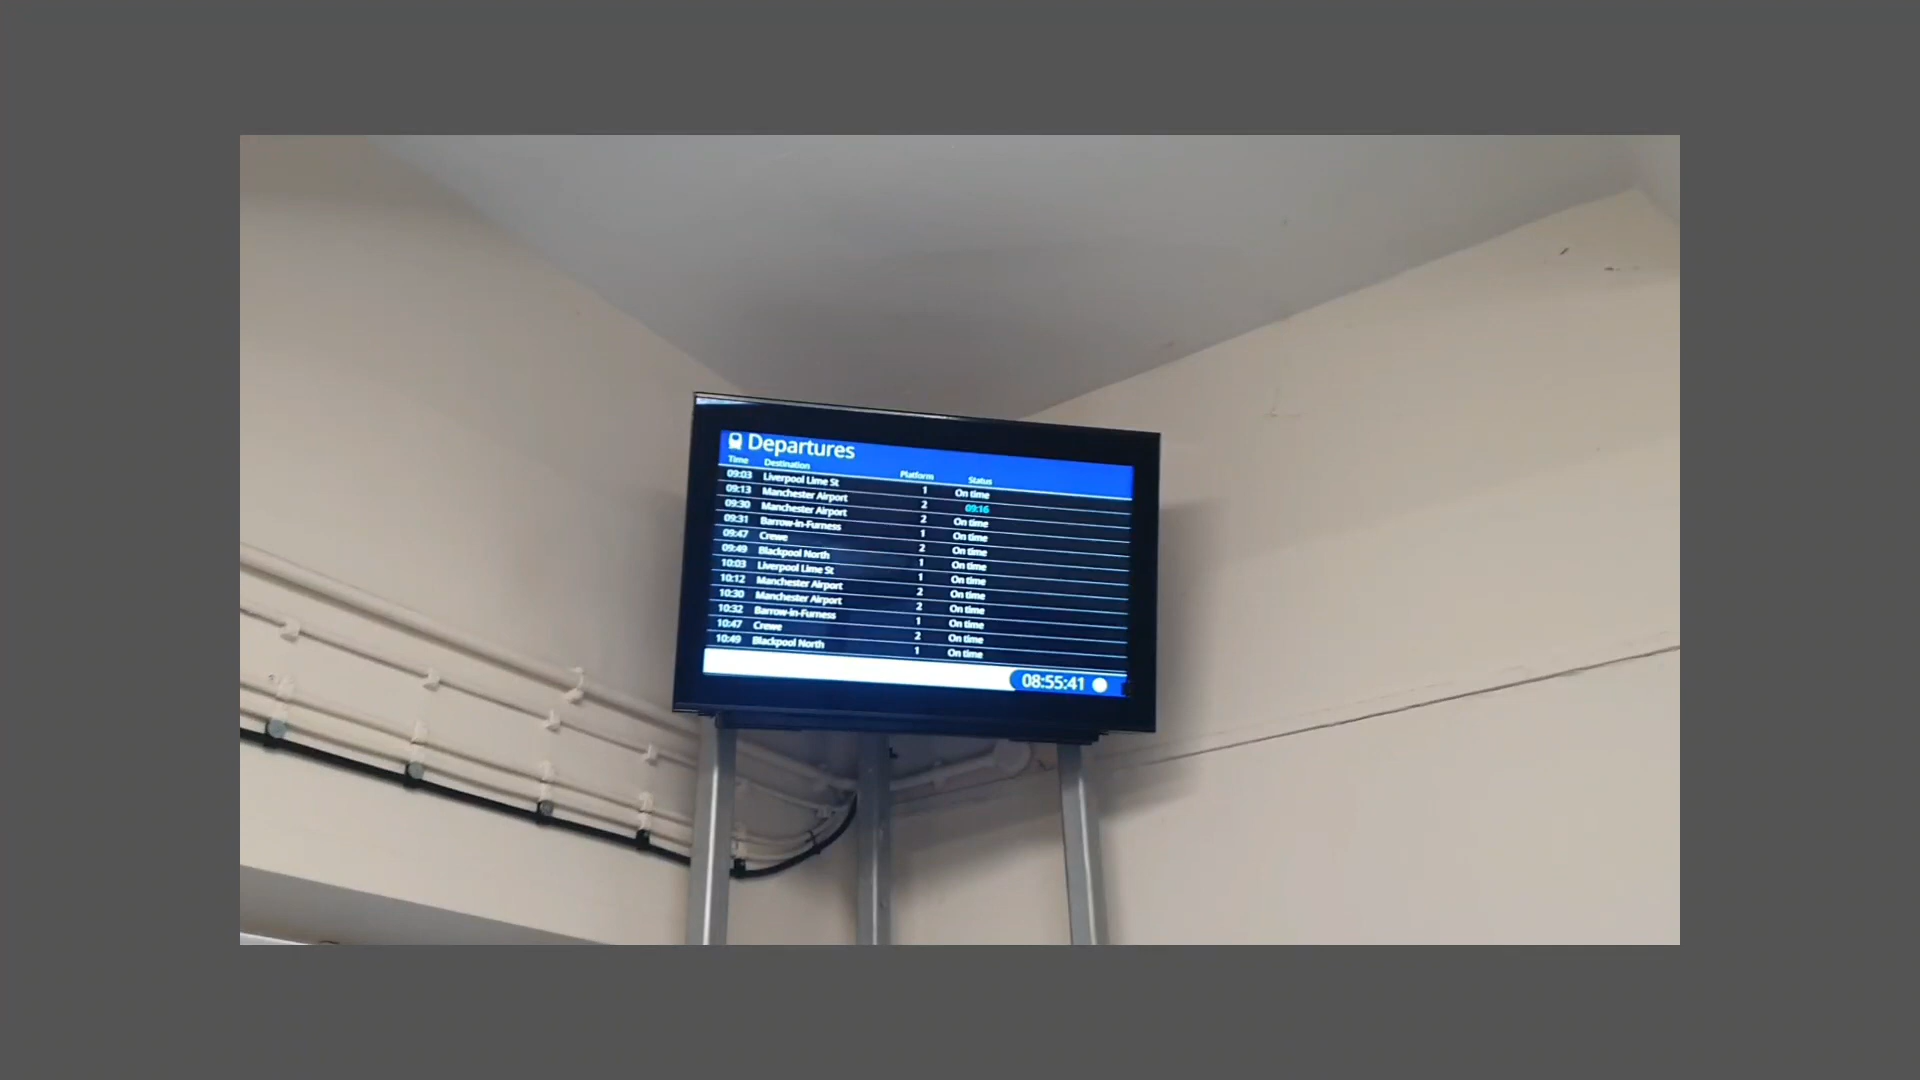 Departures
Time Destination Platform Status
09:03 Liverpool Lime St 1 On time
09:13 Manchester Airport 2 09:16
09:30 Manchester Airport 2 On time
09:31 Barrow-in-Furness 1 On time
09:47 Crewe 2 On time
09:49 Blackpool North 1 On time
10:03 Liverpool Lime St 1 On time
10:12 Manchester Airport 2 On time
10:30 Manchester Airport 2 On time
10:32 Barrow-in-Furness 1 On time
10:47 Crewe 2 On time
10:49 Blackpool North 1 On time
08:55:41